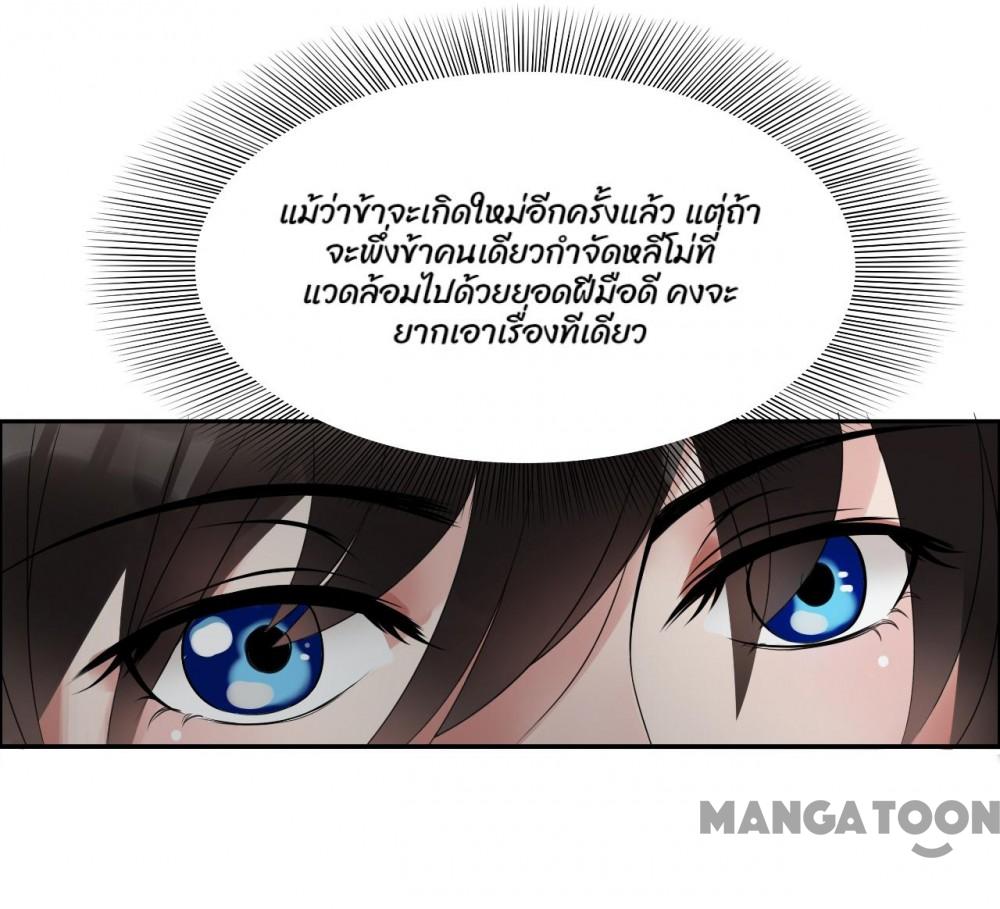 แม้ว่าข้าจะเกิดใหม่อีกครั้งแล้ว แต่ถ้า
จะพึ่งข้าคนเดียวกำจัดหลีโม่ที่
แวดล้อมไปด้วยยอดฝีมือดี คงจะ
ยากเอาเรื่องทีเดียว
MANGATOON